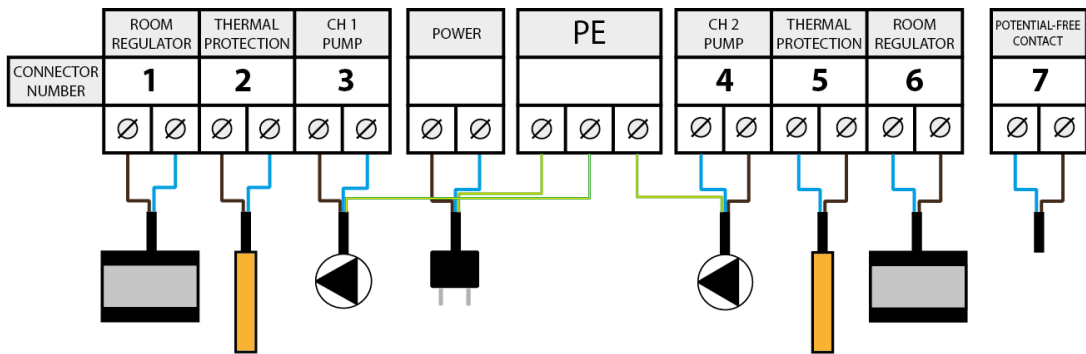 ROOM
REGULATOR
THERMAL
PROTECTION
CH 1
PUMP
POWER
PE
CH 2
PUMP
THERMAL
PROTECTION
ROOM
REGULATOR
POTENTIAL-FREE
CONTACT
CONNECTOR
NUMBER
1
2
3
4
5
6
7